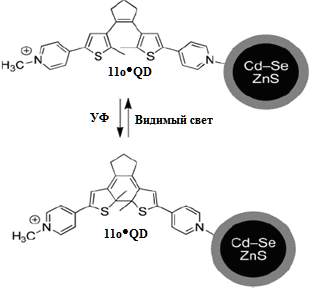 S
S
N
H₃C
⊕
N
11o•QD
Cd–Se
ZnS
УФ
Видимый свет
S
S
N
H₃C
⊕
N
11o•QD
Cd–Se
ZnS